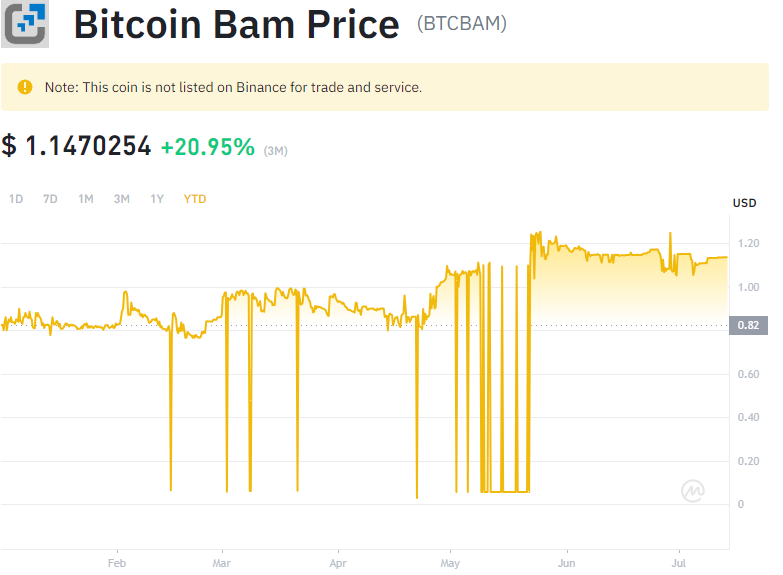 Bitcoin Bam Price (BTCBAM)
Note: This coin is not listed on Binance for trade and service.
$ 1.1470254 +20.95% (3M)
1D 7D 1M 3M 1Y YTD
USD
1.20
1.00
0.82
0.60
0.40
0.20
0
Feb Mar Apr May Jun Jul